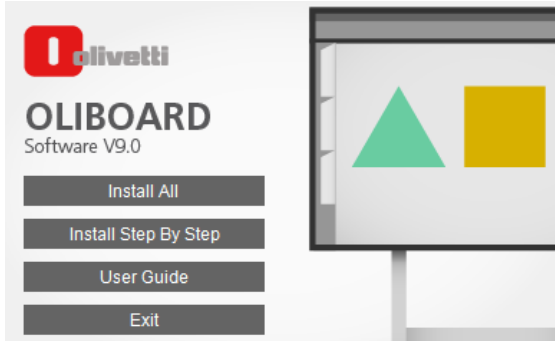 olivetti
OLIBOARD
Software V9.0
Install All
Install Step By Step
User Guide
Exit